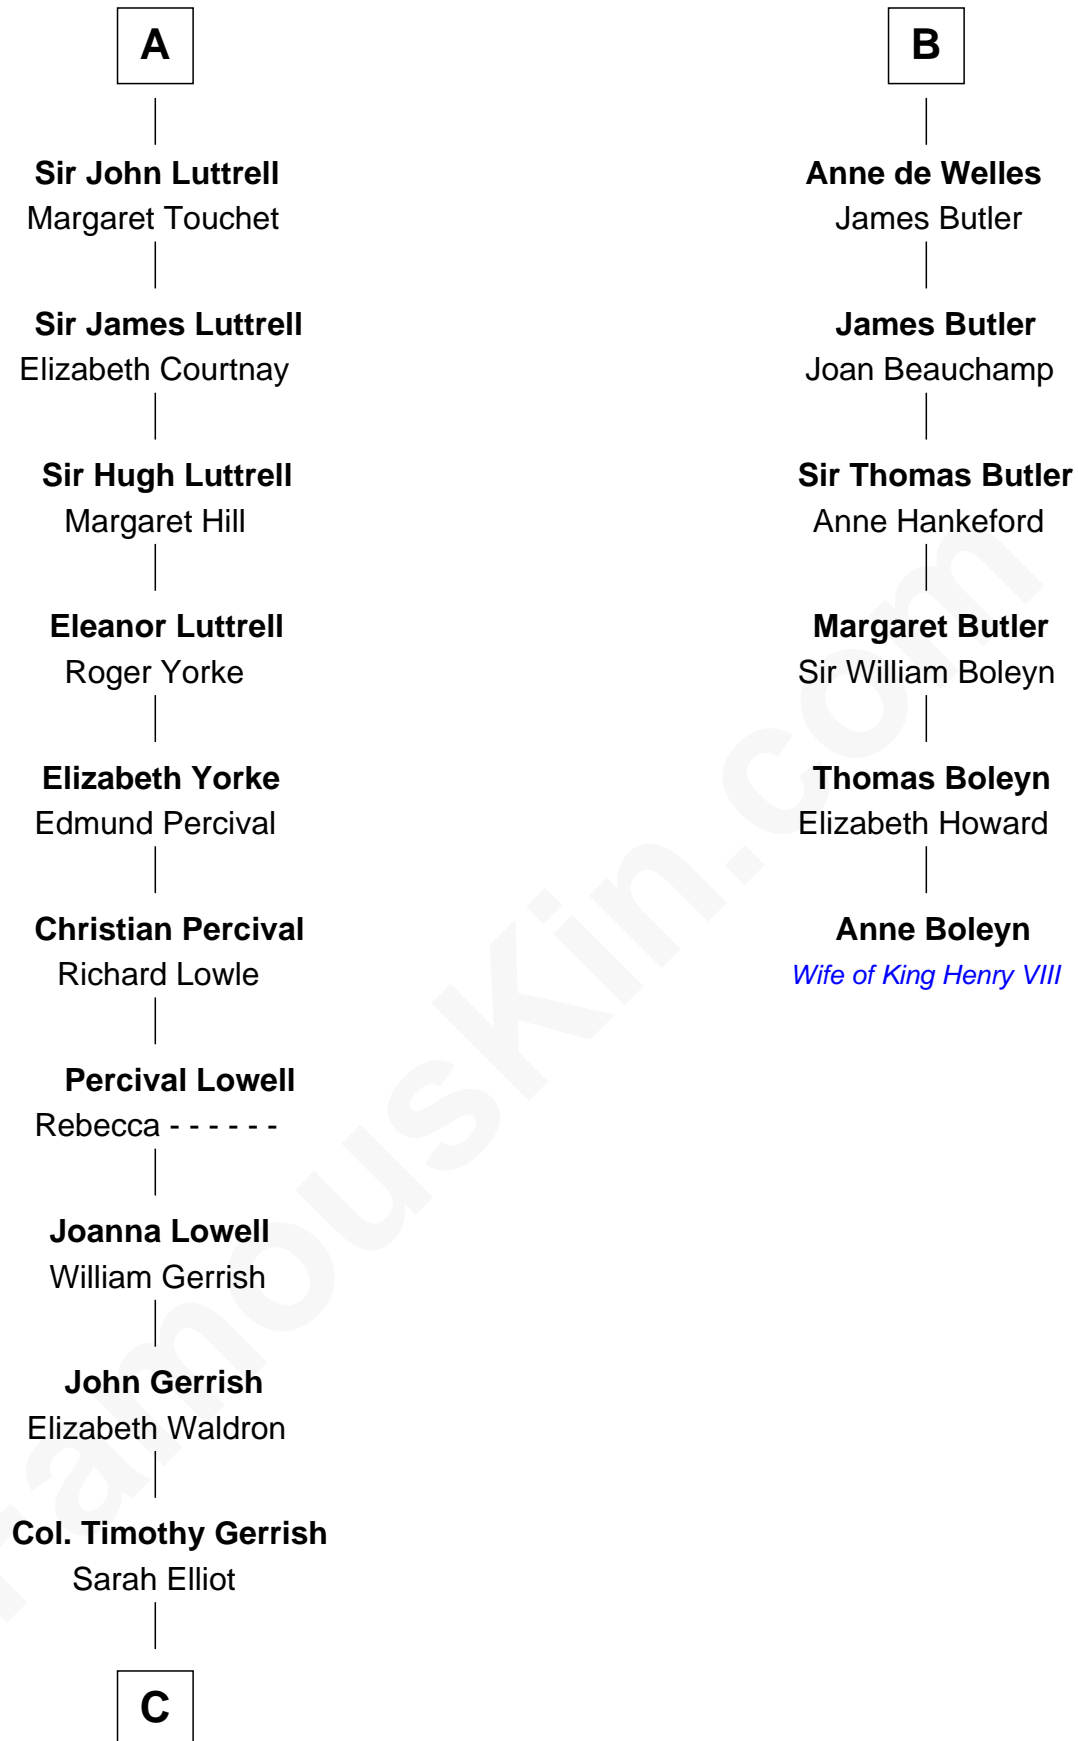 A
Sir John Luttrell
Margaret Touchet
Sir James Luttrell
Elizabeth Courtnay
Sir Hugh Luttrell
Margaret Hill
Eleanor Luttrell
Roger Yorke
Elizabeth Yorke
Edmund Percival
Christian Percival
Richard Lowle
Percival Lowell
Rebecca - - - - - -
Joanna Lowell
William Gerrish
John Gerrish
Elizabeth Waldron
Col. Timothy Gerrish
Sarah Elliot
C
B
Anne de Welles
James Butler
James Butler
Joan Beauchamp
Sir Thomas Butler
Anne Hankeford
Margaret Butler
Sir William Boleyn
Thomas Boleyn
Elizabeth Howard
Anne Boleyn
Wife of King Henry VIII
FamousKin.com